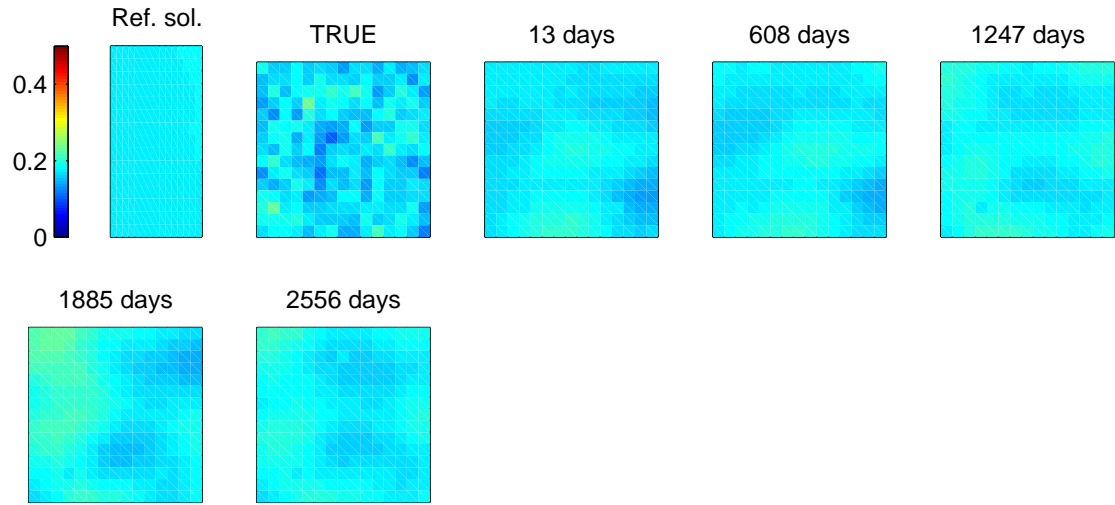 Ref. sol.
TRUE
13 days
608 days
1247 days
0.4
0.2
0
1885 days
2556 days